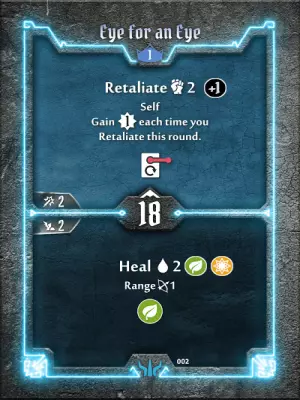 Eye for an Eye
1
Retaliate 2 +1
Self
Gain 1 each time you
Retaliate this round.
2
18
2
Heal 2
Range 1
002